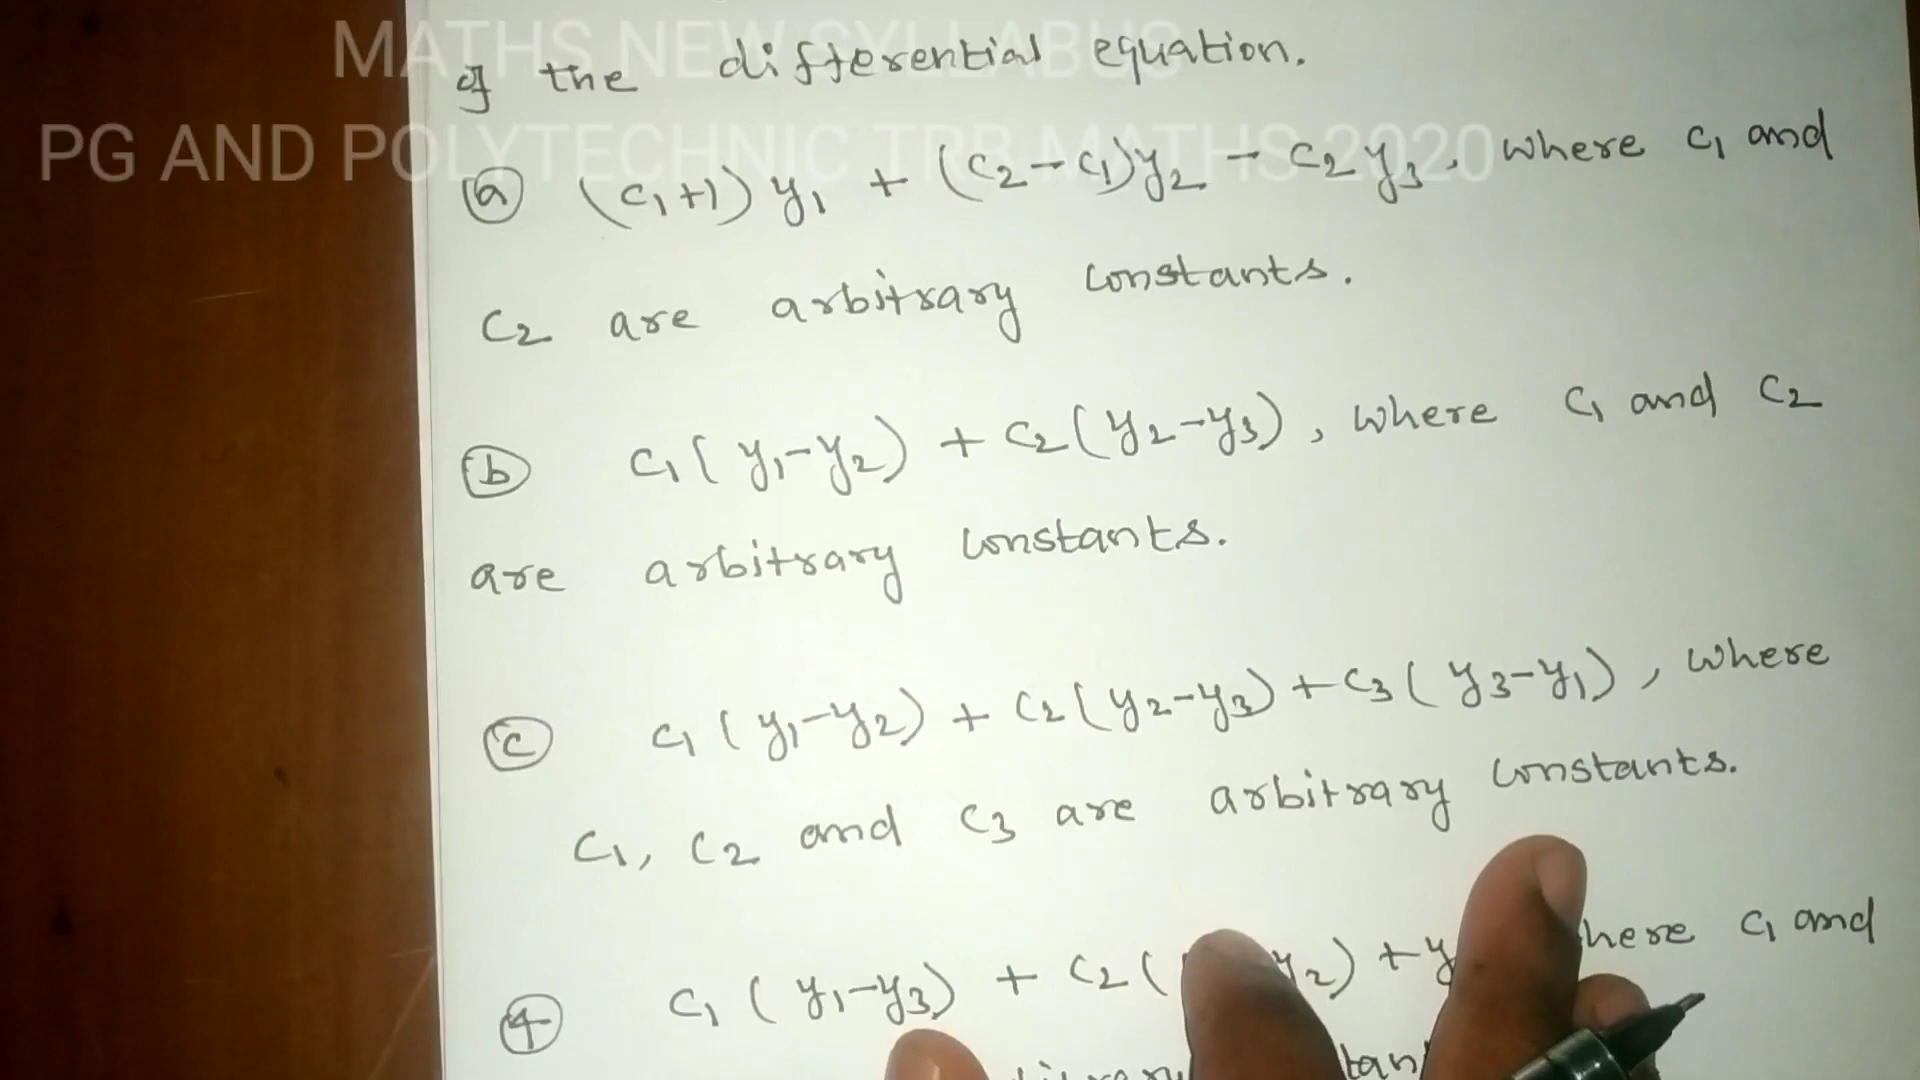 MATHS NEW SYLLABUS
PG AND POLYTECHNIC TRB MATHS 2020
of the differential equation.
(a) (c₁+1) y₁ + (c₂-c₁)y₂ - c₂ y₃, where c₁ and
c₂ are arbitrary constants.
(b) c₁(y₁-y₂) + c₂(y₂-y₃), where c₁ and c₂
are arbitrary constants.
(c) c₁(y₁-y₂) + c₂(y₂-y₃) + c₃(y₃-y₁), where
c₁, c₂ and c₃ are arbitrary constants.
(4) c₁(y₁-y₃) + c₂( y₂) + y here c₁ and